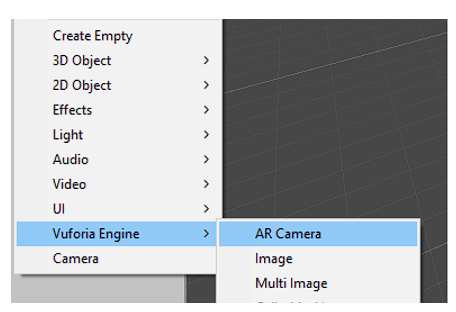 Create Empty
3D Object
2D Object
Effects
Light
Audio
Video
UI
Vuforia Engine
Camera
AR Camera
Image
Multi Image